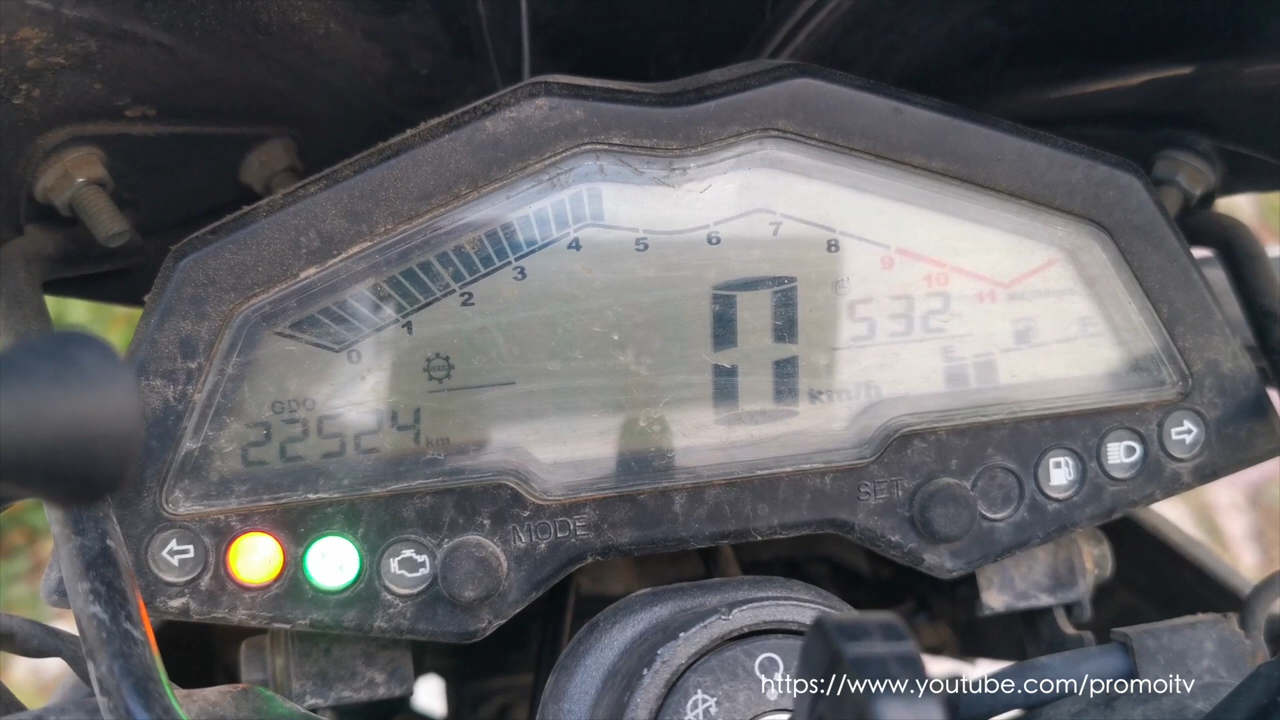 0 1 2 3 4 5 6 7 8 9 10 11
532
0 km/h
ODO
22524 km
MODE
SET
https://www.youtube.com/promoitv